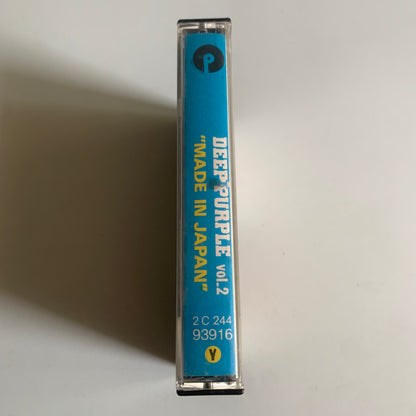 DEEP PURPLE vol.2
"MADE IN JAPAN"
2 C 244
93916
Y